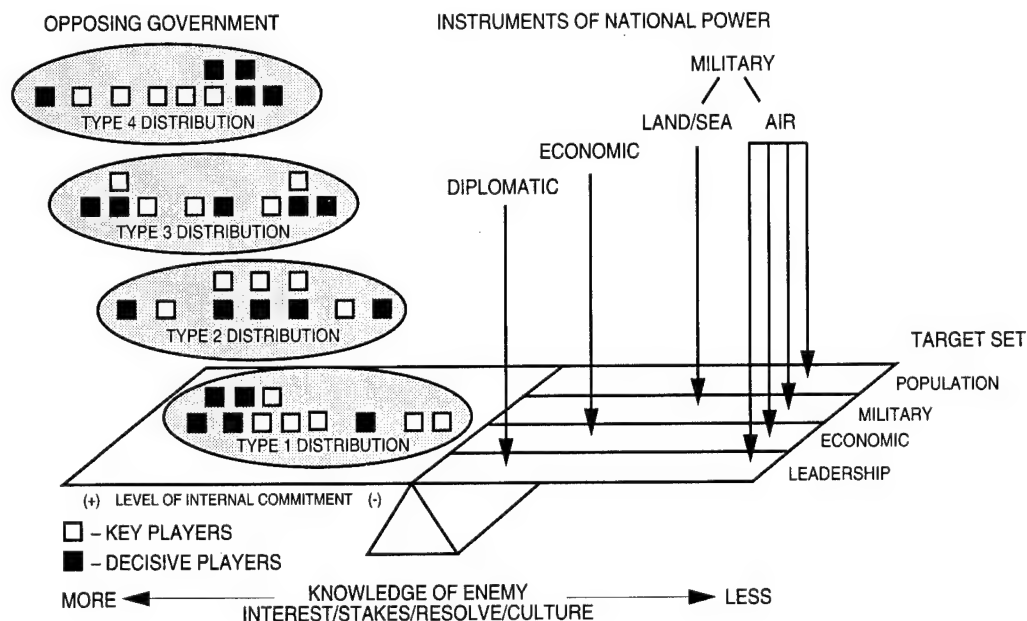 OPPOSING GOVERNMENT
INSTRUMENTS OF NATIONAL POWER
MILITARY
LAND/SEA AIR
ECONOMIC
DIPLOMATIC
TYPE 4 DISTRIBUTION
TYPE 3 DISTRIBUTION
TYPE 2 DISTRIBUTION
TYPE 1 DISTRIBUTION
TARGET SET
POPULATION
MILITARY
ECONOMIC
LEADERSHIP
(+) LEVEL OF INTERNAL COMMITMENT (-)
– KEY PLAYERS
– DECISIVE PLAYERS
MORE KNOWLEDGE OF ENEMY LESS
INTEREST/STAKES/RESOLVE/CULTURE